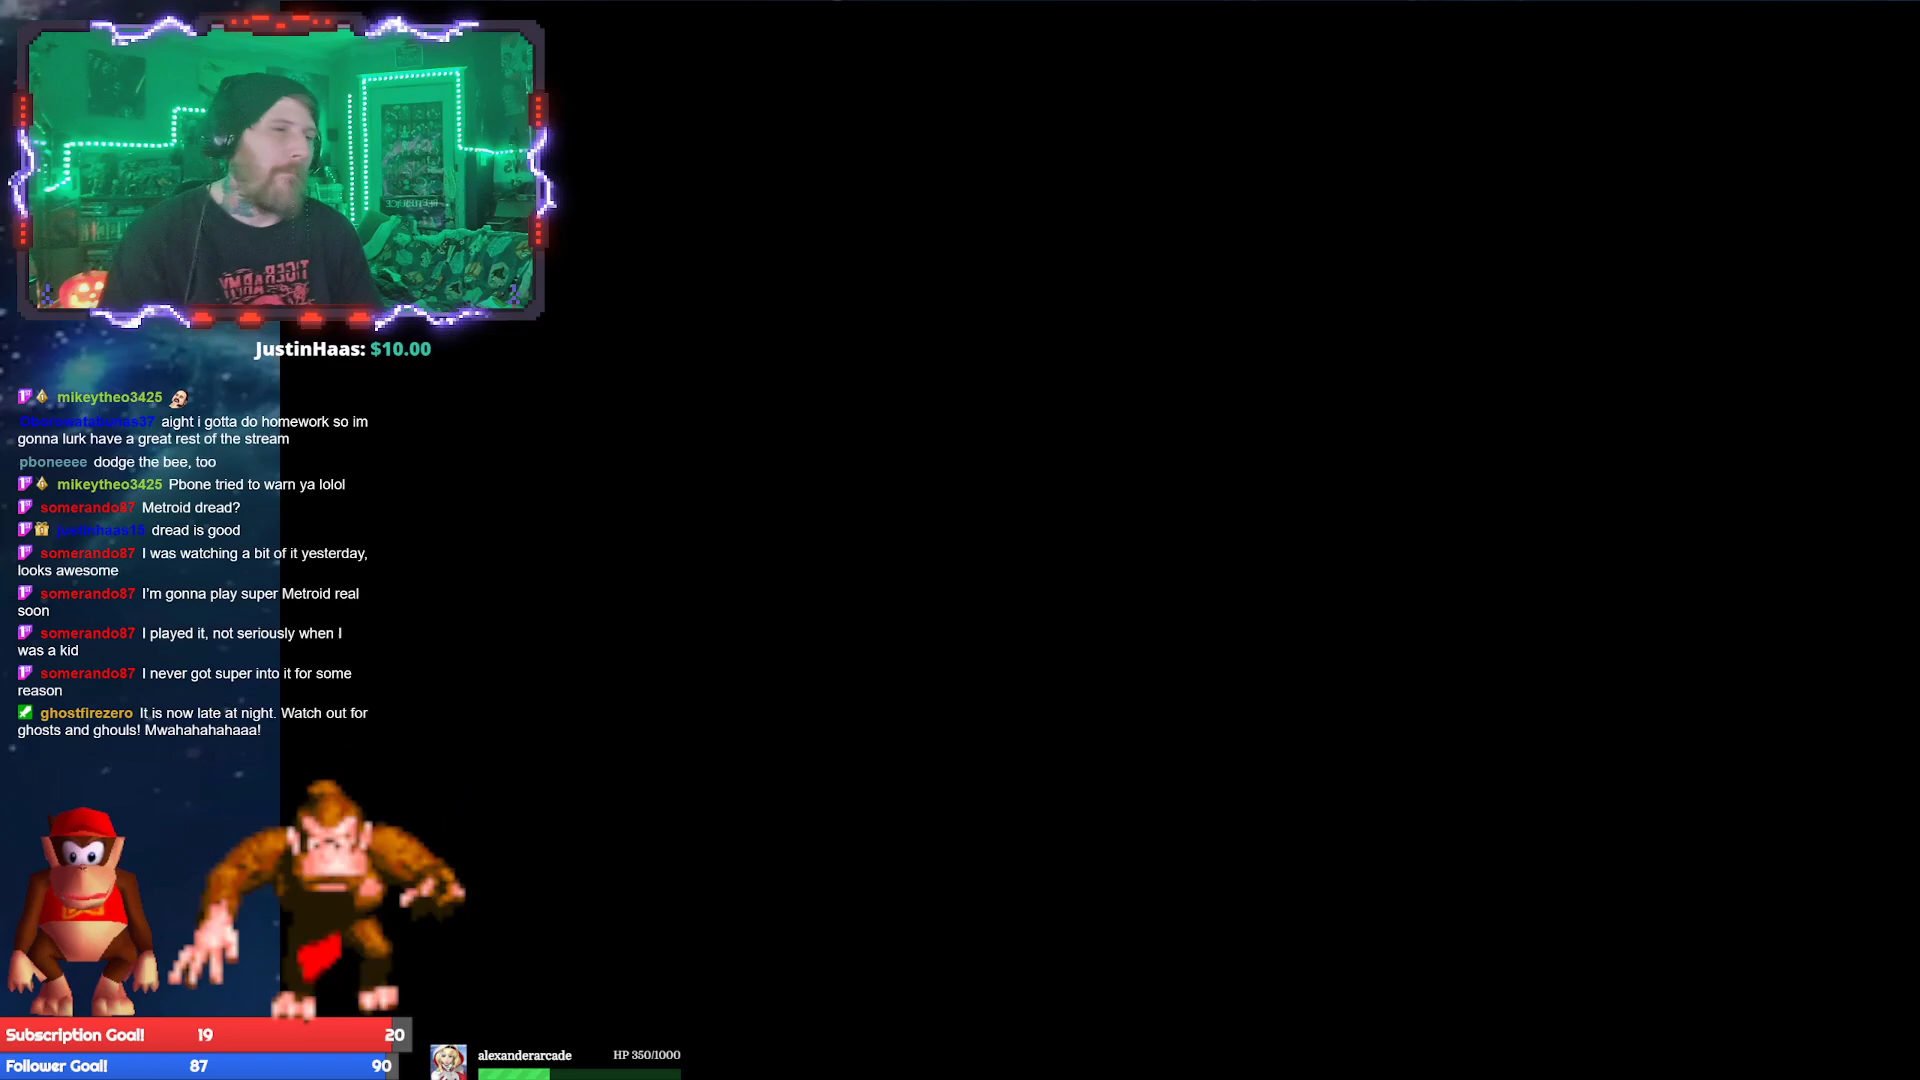 JustinHaas: $10.00
mikeytheo3425
aight i gotta do homework so im
gonna lurk have a great rest of the stream
pboneeee dodge the bee, too
mikeytheo3425 Pbone tried to warn ya lolol
somerando87 Metroid dread?
justinhaas15 dread is good
somerando87 I was watching a bit of it yesterday,
looks awesome
somerando87 I'm gonna play super Metroid real
soon
somerando87 I played it, not seriously when I
was a kid
somerando87 I never got super into it for some
reason
ghostfirezero It is now late at night. Watch out for
ghosts and ghouls! Mwahahahahaaa!
Subscription Goal! 19 20
Follower Goal! 87 90
alexanderarcade HP 350/1000
TIGER ARMY
BEETLEJUICE